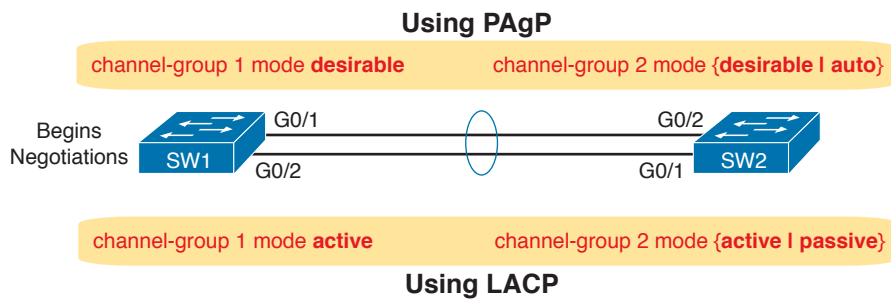 Using PAgP
channel-group 1 mode desirable
channel-group 2 mode {desirable | auto}
Begins
Negotiations
SW1
G0/1
G0/2
G0/2
G0/1
SW2
channel-group 1 mode active
channel-group 2 mode {active | passive}
Using LACP